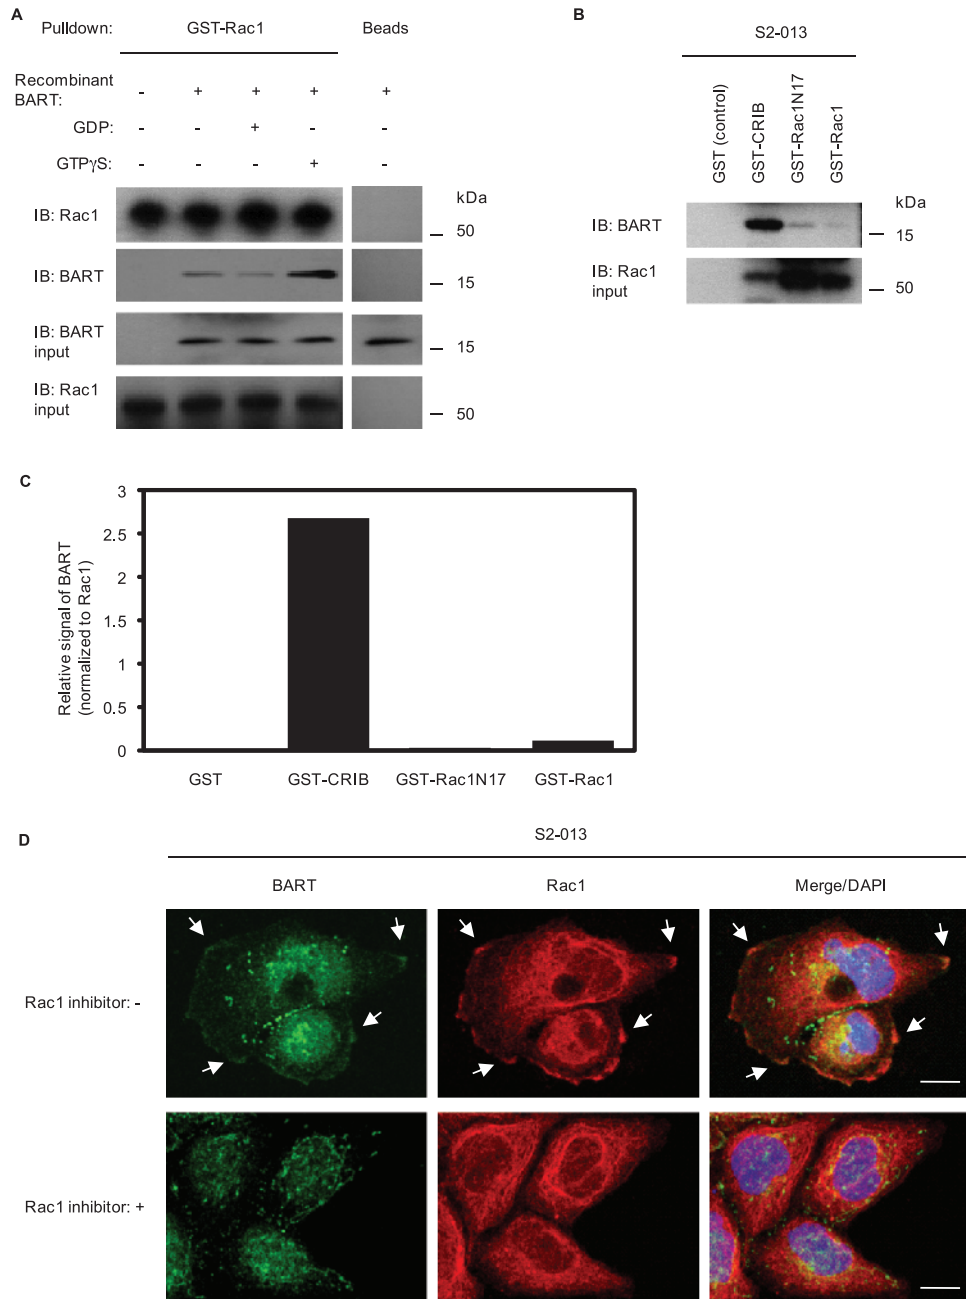 A
Pulldown: GST-Rac1 Beads
Recombinant BART: - + + + +
GDP: - - + - -
GTPγS: - - - + -
kDa
IB: Rac1
50
IB: BART
15
IB: BART input
15
IB: Rac1 input
50
B
S2-013
GST (control)
GST-CRIB
GST-Rac1N17
GST-Rac1
kDa
IB: BART
15
IB: Rac1 input
50
C
Relative signal of BART
(normalized to Rac1)
3
2.5
2
1.5
1
0.5
0
GST GST-CRIB GST-Rac1N17 GST-Rac1
D
S2-013
BART Rac1 Merge/DAPI
Rac1 inhibitor: -
Rac1 inhibitor: +